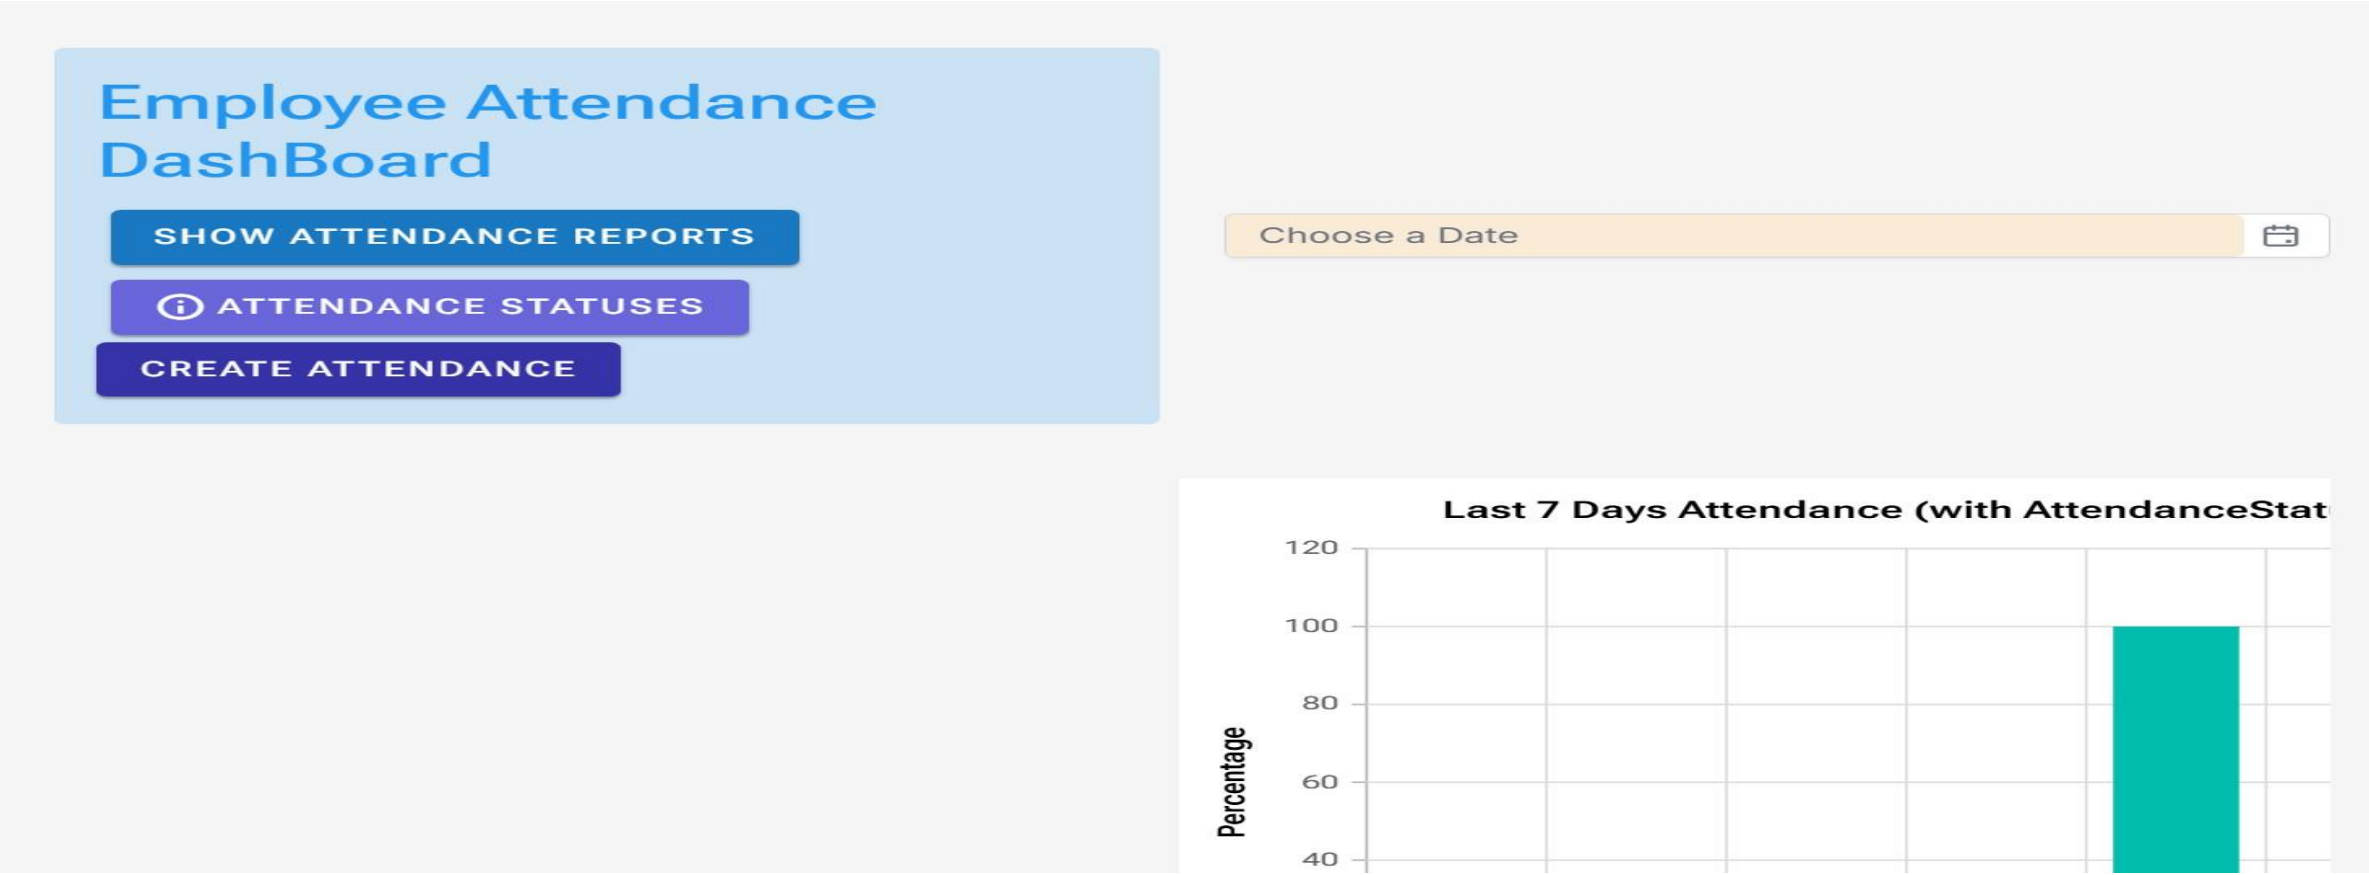 Employee Attendance
DashBoard
SHOW ATTENDANCE REPORTS
ATTENDANCE STATUSES
CREATE ATTENDANCE
Choose a Date
Last 7 Days Attendance (with AttendanceStat
120
100
80
60
40
Percentage